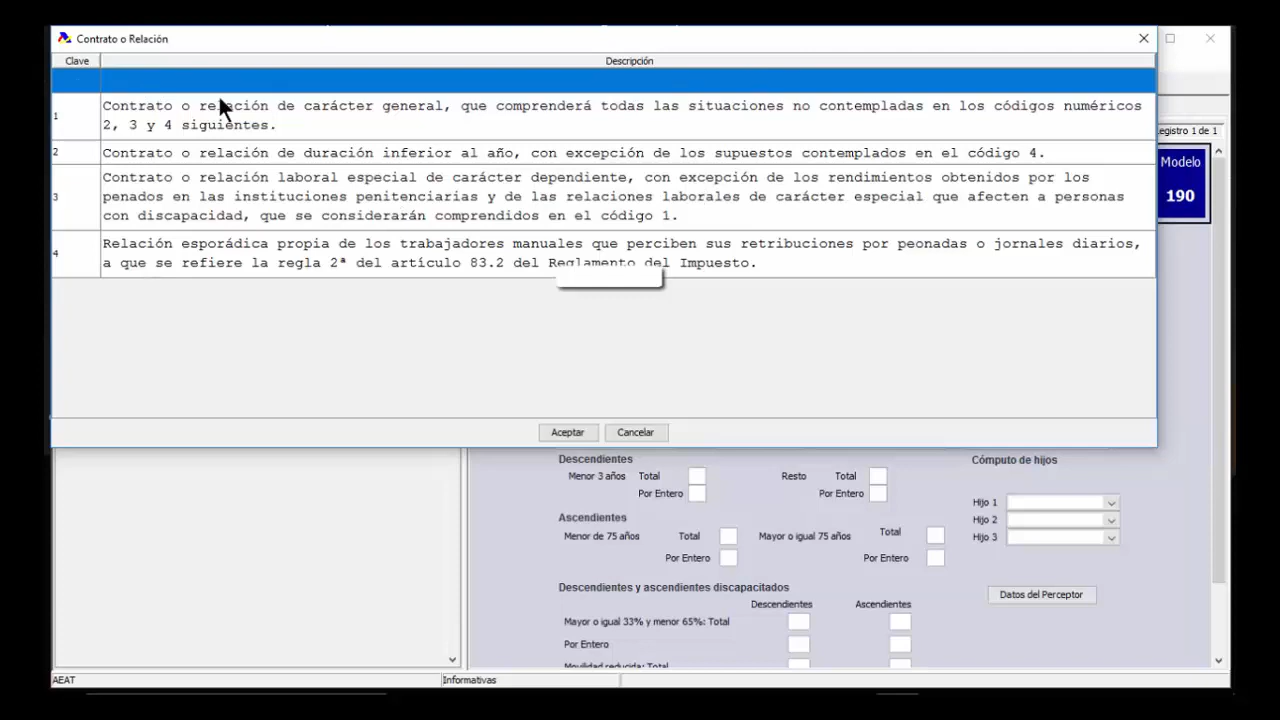 Contrato o Relación
Clave Descripción
1 Contrato o relación de carácter general, que comprenderá todas las situaciones no contempladas en los códigos numéricos
2, 3 y 4 siguientes.
2 Contrato o relación de duración inferior al año, con excepción de los supuestos contemplados en el código 4.
Contrato o relación laboral especial de carácter dependiente, con excepción de los rendimientos obtenidos por los
3 penados en las instituciones penitenciarias y de las relaciones laborales de carácter especial que afecten a personas
con discapacidad, que se considerarán comprendidos en el código 1.
4 Relación esporádica propia de los trabajadores manuales que perciben sus retribuciones por peonadas o jornales diarios,
a que se refiere la regla 2ª del artículo 83.2 del Reglamento del Impuesto.
Aceptar Cancelar
egistro 1 de 1
Modelo
190
Descendientes Cómputo de hijos
Menor 3 años Total Resto Total
Por Entero Por Entero
Hijo 1
Hijo 2
Hijo 3
Ascendientes
Menor de 75 años Total Mayor o igual 75 años Total
Por Entero Por Entero
Descendientes y ascendientes discapacitados
Datos del Perceptor
Descendientes Ascendientes
Mayor o igual 33% y menor 65%: Total
Por Entero
Movilidad reducida: Total
AEAT Informativas